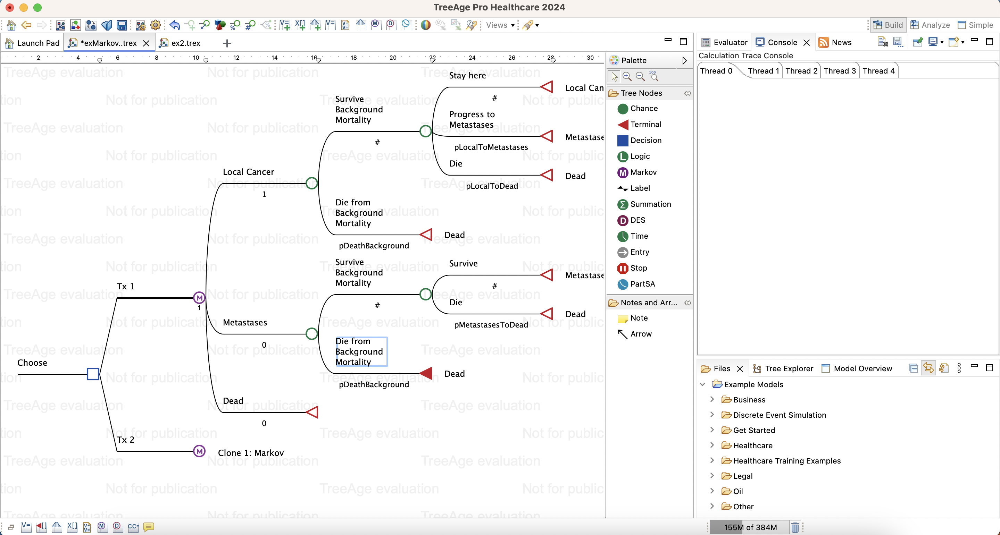 TreeAge Pro Healthcare 2024
Views
Build
Analyze
Simple
Launch Pad
*exMarkov..trex
ex2.trex
2 4 6 8 10 12 14 16 18 20 22 24 26 28 30
Choose
Tx 1
M
1
Tx 2
M
Clone 1: Markov
Local Cancer
1
Metastases
0
Dead
0
Survive
Background
Mortality
#
Die from
Background
Mortality
pDeathBackground
Dead
Survive
Background
Mortality
#
Die from
Background
Mortality
pDeathBackground
Dead
Stay here
#
Local Can
Progress to
Metastases
pLocalToMetastases
Metastase
Die
pLocalToDead
Dead
Survive
#
Metastase
Die
pMetastasesToDead
Dead
TreeAge evaluation
Not for publication
Palette
100
Tree Nodes
Chance
Terminal
Decision
L Logic
M Markov
Label
Σ Summation
D DES
Time
Entry
Stop
PartSA
Notes and Arr...
Note
Arrow
Evaluator
Console
News
Calculation Trace Console
Thread 0
Thread 1
Thread 2
Thread 3
Thread 4
Files
Tree Explorer
Model Overview
Example Models
Business
Discrete Event Simulation
Get Started
Healthcare
Healthcare Training Examples
Legal
Oil
Other
155M of 384M